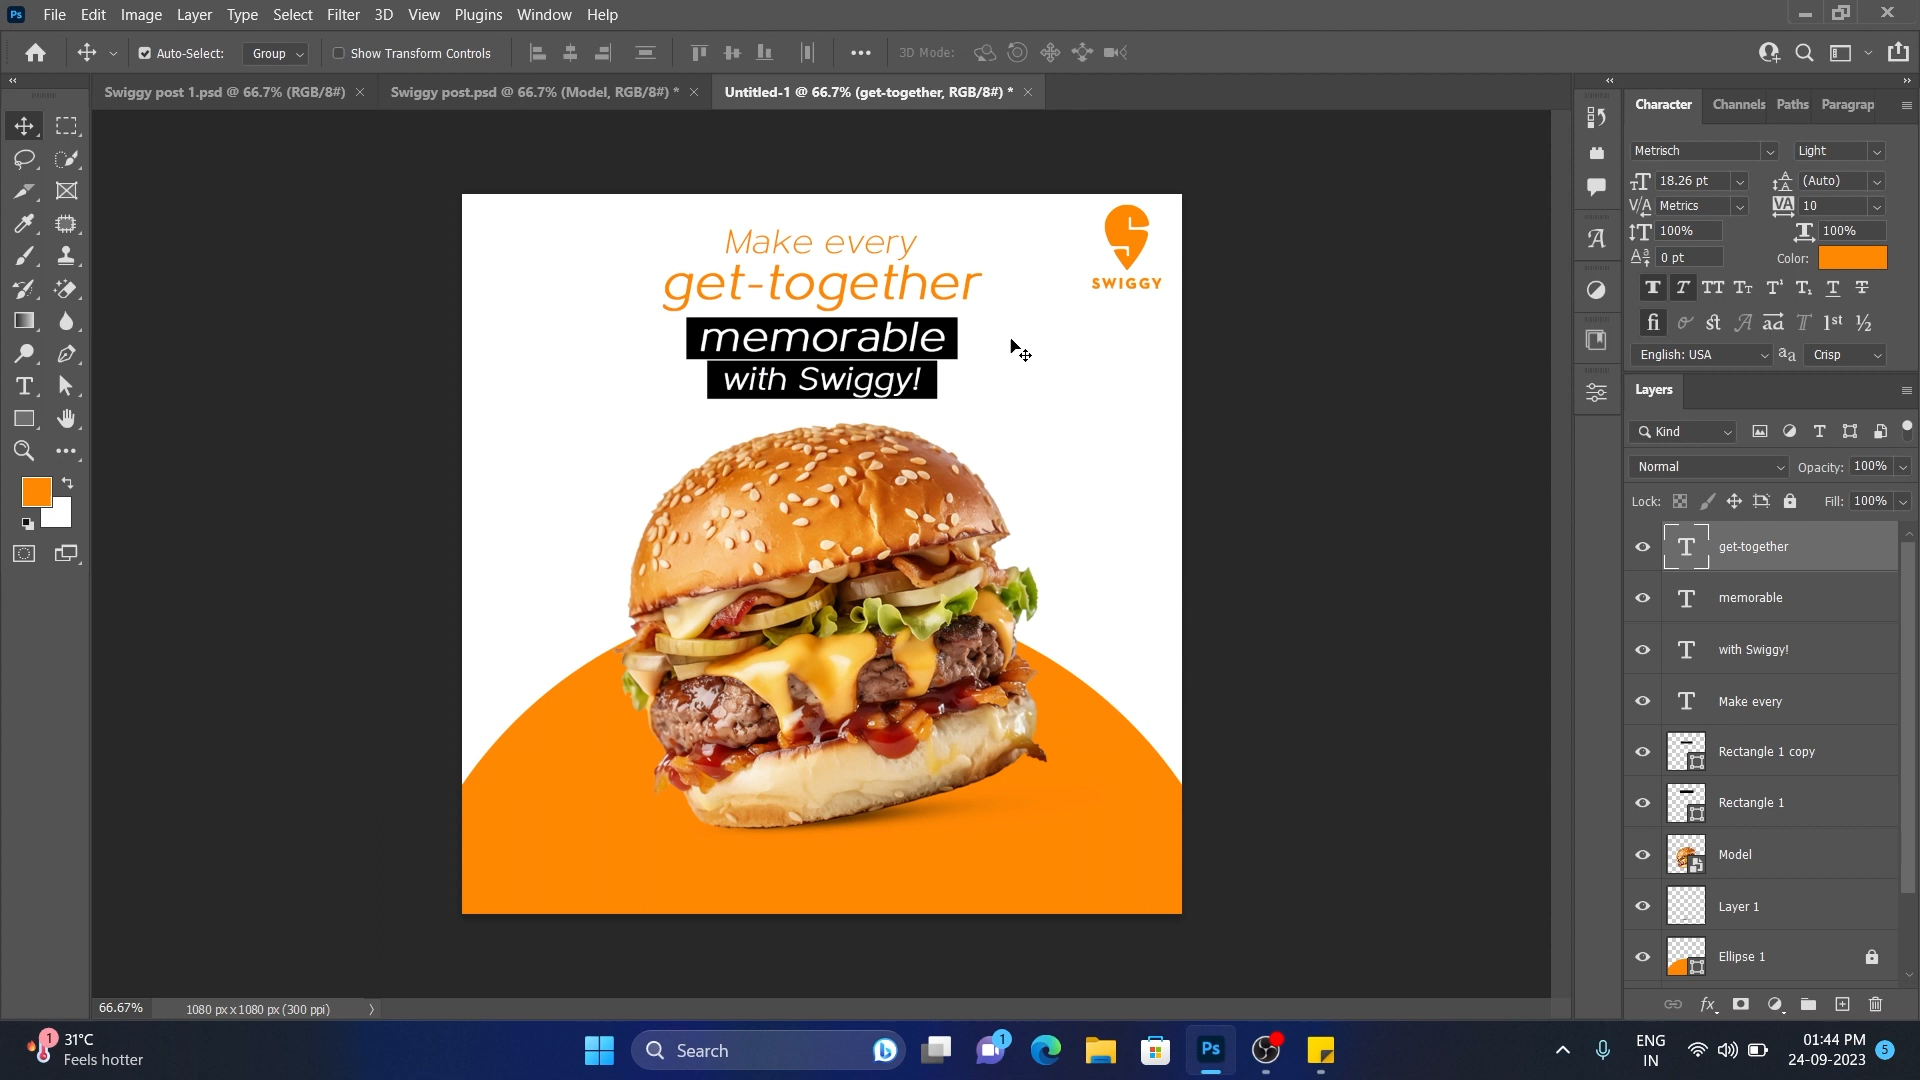 Ps File Edit Image Layer Type Select Filter 3D View Plugins Window Help
Auto-Select: Group Show Transform Controls 3D Mode:
Swiggy post 1.psd @ 66.7% (RGB/8#) Swiggy post.psd @ 66.7% (Model, RGB/8#) * Untitled-1 @ 66.7% (get-together, RGB/8#) *
Make every
get-together
memorable
with Swiggy!
SWIGGY
Character Channels Paths Paragrap
Metrisch Light
18.26 pt (Auto)
Metrics 10
100% 100%
0 pt Color:
English: USA Crisp
Layers
Kind
Normal Opacity: 100%
Lock: Fill: 100%
get-together
memorable
with Swiggy!
Make every
Rectangle 1 copy
Rectangle 1
Model
Layer 1
Ellipse 1
66.67% 1080 px x 1080 px (300 ppi)
1 31°C
Feels hotter
Search
1
Ps
ENG
IN
01:44 PM
24-09-2023
5